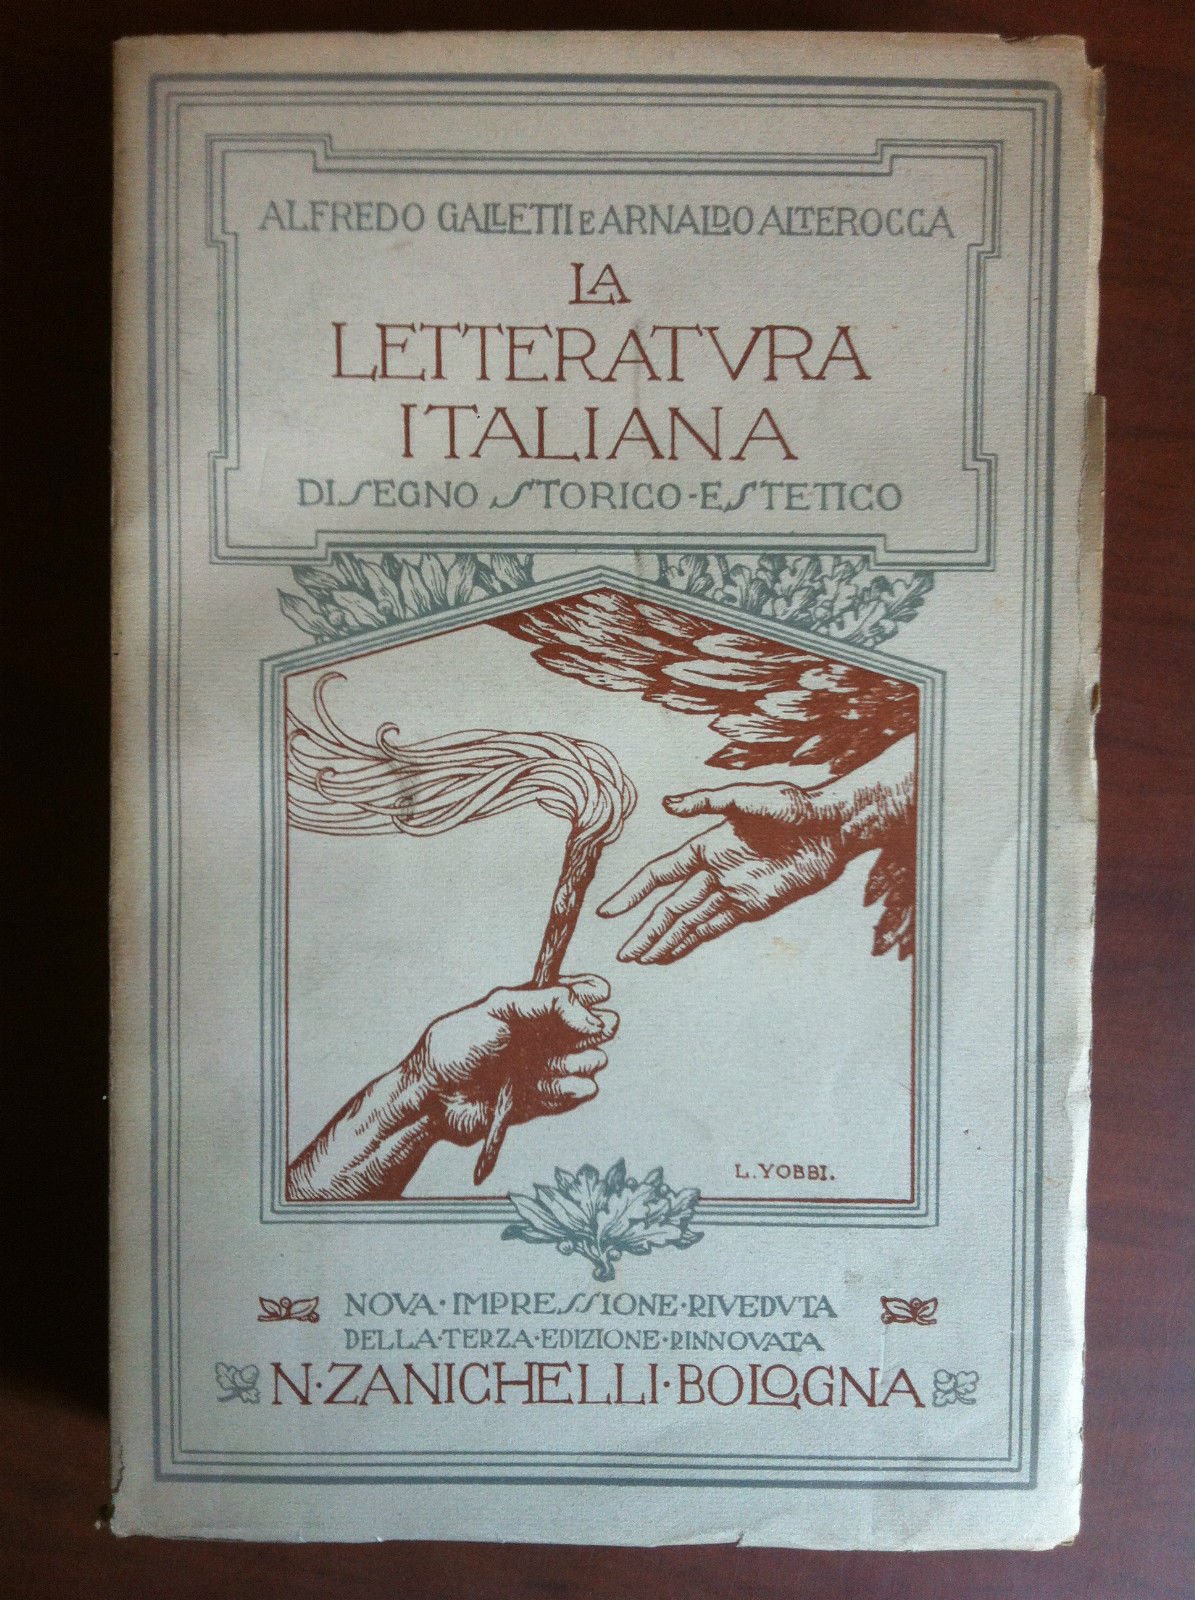 ALFREDO GALLETTI E ARNALDO ALTEROCCA
LA
LETTERATVRA
ITALIANA
DISEGNO STORICO-ESTETICO
L. YOBBI.
NOVA·IMPRESSIONE·RIVEDVTA
DELLA·TERZA·EDIZIONE·RINNOVATA
N·ZANICHELLI·BOLOGNA